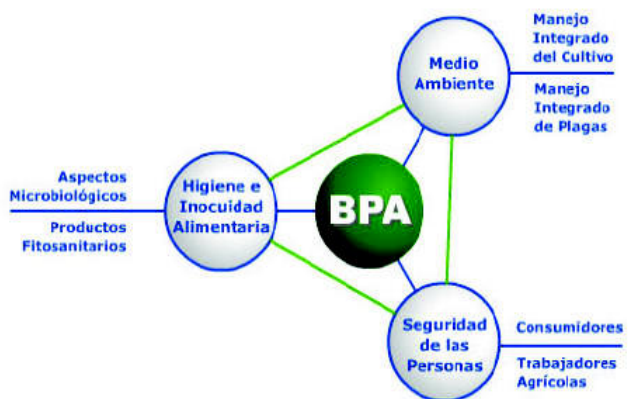 Medio
Ambiente
Manejo
Integrado
del Cultivo
Manejo
Integrado
de Plagas
Aspectos
Microbiológicos
Productos
Fitosanitarios
Higiene e
Inocuidad
Alimentaria
BPA
Seguridad
de las
Personas
Consumidores
Trabajadores
Agrícolas